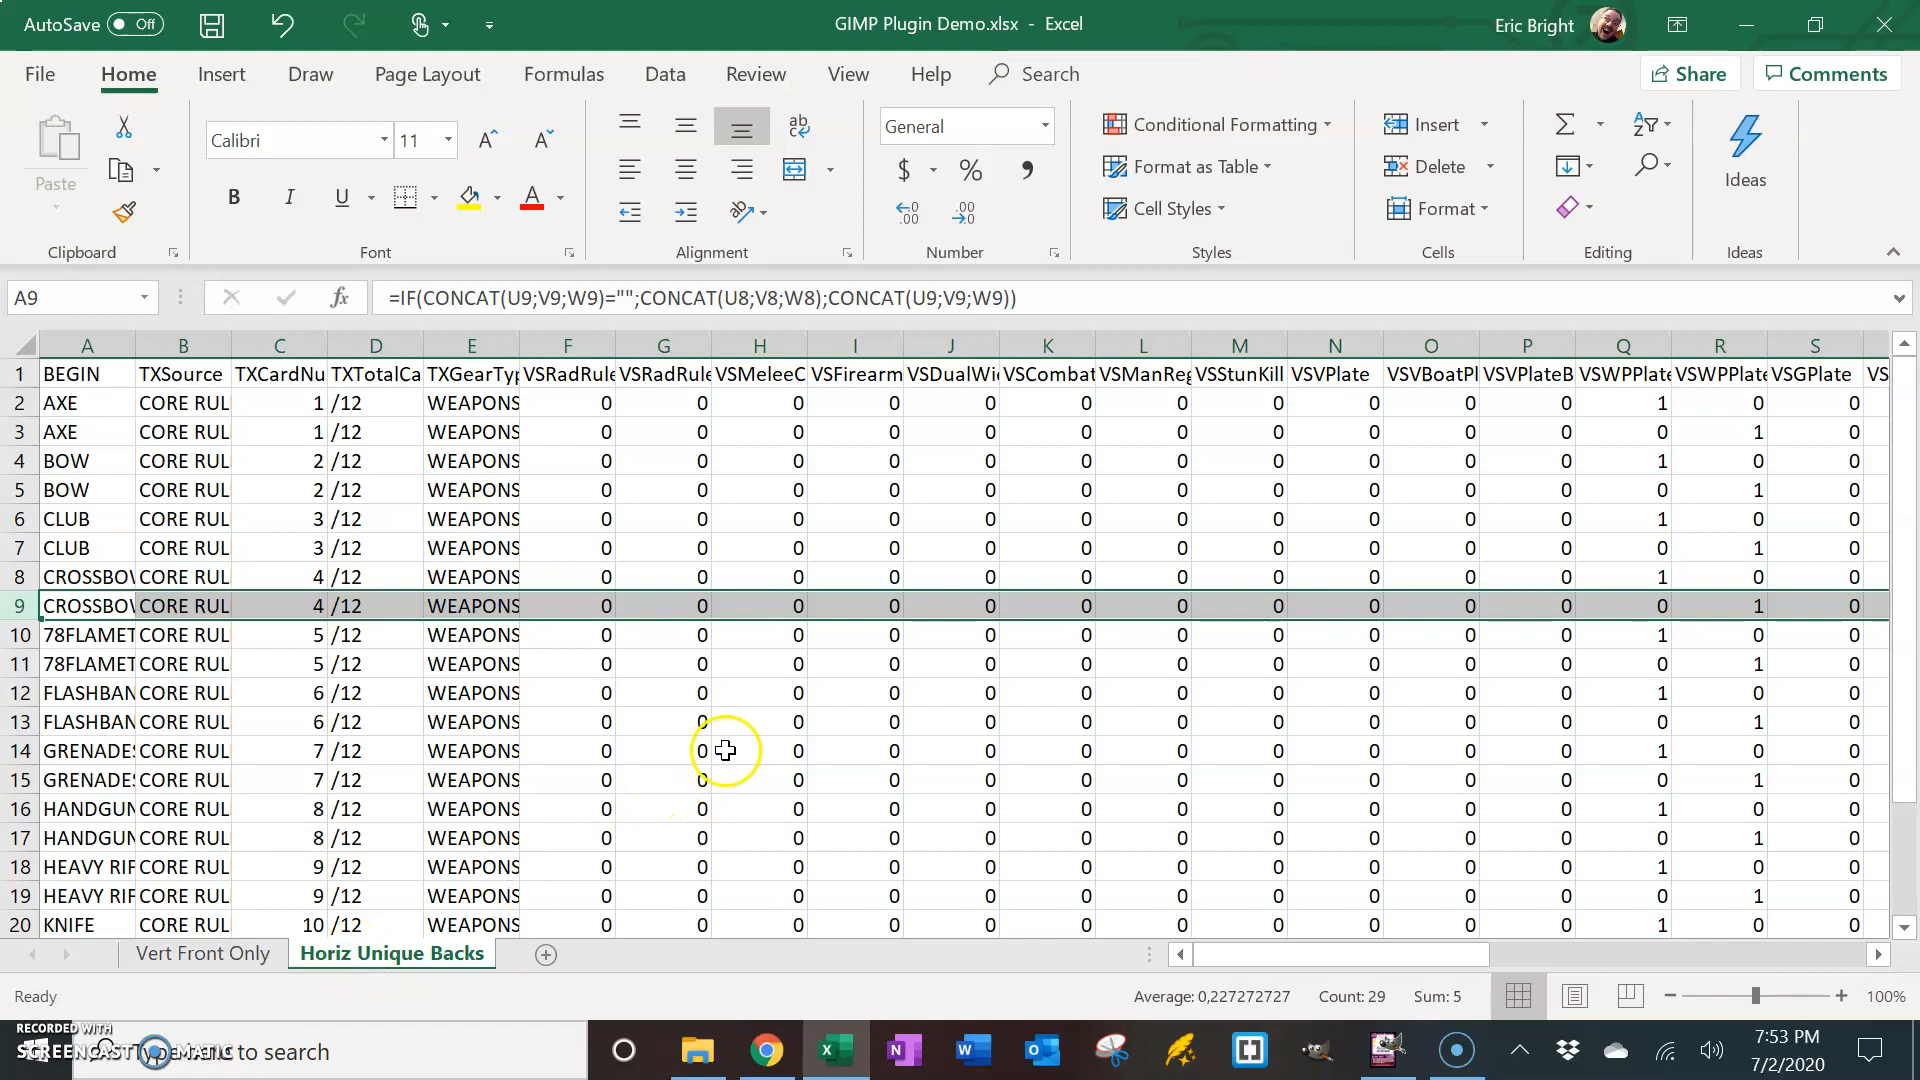 AutoSave Off GIMP Plugin Demo.xlsx - Excel Eric Bright
File Home Insert Draw Page Layout Formulas Data Review View Help Search Share Comments
Paste
Clipboard
Calibri 11
B I U A
Font
ab
c
Alignment
General
$ % ,
.00 .00
Number
Conditional Formatting
Format as Table
Cell Styles
Styles
Insert
Delete
Format
Cells
Editing
Ideas
Ideas
A9 fx =IF(CONCAT(U9;V9;W9)="";CONCAT(U8;V8;W8);CONCAT(U9;V9;W9))
A B C D E F G H I J K L M N O P Q R S
1 BEGIN TXSource TXCardNu TXTotalCa TXGearTyp VSRadRule VSRadRule VSMeleeC VSFirearm VSDualWic VSCombat VSManReg VSStunKill VSVPlate VSVBoatPl VSVPlateB VSWPPlate VSWPPlate VSGPlate VS
2 AXE CORE RUL 1 /12 WEAPONS 0 0 0 0 0 0 0 0 0 0 0 1 0 0
3 AXE CORE RUL 1 /12 WEAPONS 0 0 0 0 0 0 0 0 0 0 0 0 1 0
4 BOW CORE RUL 2 /12 WEAPONS 0 0 0 0 0 0 0 0 0 0 0 1 0 0
5 BOW CORE RUL 2 /12 WEAPONS 0 0 0 0 0 0 0 0 0 0 0 0 1 0
6 CLUB CORE RUL 3 /12 WEAPONS 0 0 0 0 0 0 0 0 0 0 0 1 0 0
7 CLUB CORE RUL 3 /12 WEAPONS 0 0 0 0 0 0 0 0 0 0 0 0 1 0
8 CROSSBOW CORE RUL 4 /12 WEAPONS 0 0 0 0 0 0 0 0 0 0 0 1 0 0
9 CROSSBOW CORE RUL 4 /12 WEAPONS 0 0 0 0 0 0 0 0 0 0 0 0 1 0
10 78FLAMET CORE RUL 5 /12 WEAPONS 0 0 0 0 0 0 0 0 0 0 0 1 0 0
11 78FLAMET CORE RUL 5 /12 WEAPONS 0 0 0 0 0 0 0 0 0 0 0 0 1 0
12 FLASHBAN CORE RUL 6 /12 WEAPONS 0 0 0 0 0 0 0 0 0 0 0 1 0 0
13 FLASHBAN CORE RUL 6 /12 WEAPONS 0 0 0 0 0 0 0 0 0 0 0 0 1 0
14 GRENADES CORE RUL 7 /12 WEAPONS 0 0 0 0 0 0 0 0 0 0 0 1 0 0
15 GRENADES CORE RUL 7 /12 WEAPONS 0 0 0 0 0 0 0 0 0 0 0 0 1 0
16 HANDGUN CORE RUL 8 /12 WEAPONS 0 0 0 0 0 0 0 0 0 0 0 1 0 0
17 HANDGUN CORE RUL 8 /12 WEAPONS 0 0 0 0 0 0 0 0 0 0 0 0 1 0
18 HEAVY RIF CORE RUL 9 /12 WEAPONS 0 0 0 0 0 0 0 0 0 0 0 1 0 0
19 HEAVY RIF CORE RUL 9 /12 WEAPONS 0 0 0 0 0 0 0 0 0 0 0 0 1 0
20 KNIFE CORE RUL 10 /12 WEAPONS 0 0 0 0 0 0 0 0 0 0 0 1 0 0
Vert Front Only Horiz Unique Backs
Ready Average: 0,227272727 Count: 29 Sum: 5 100%
RECORDED WITH
SCREENCAST MATIC
Type here to search
7:53 PM
7/2/2020